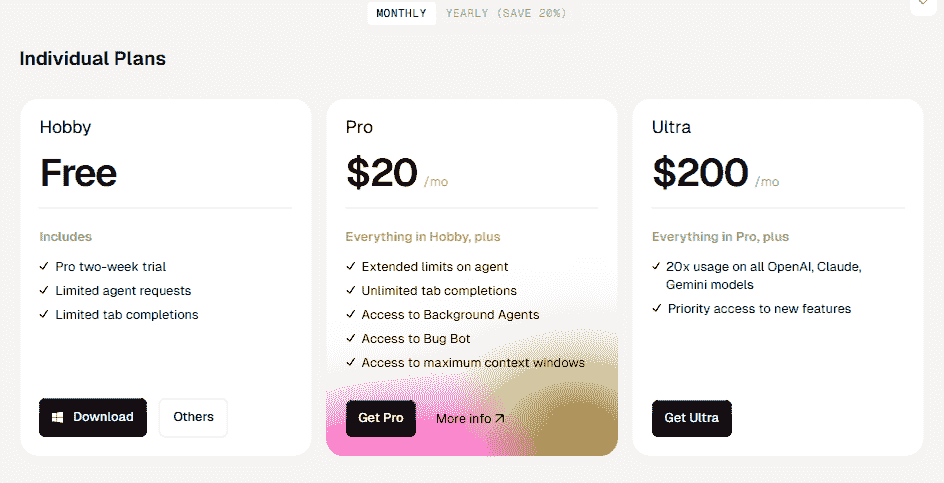 MONTHLY YEARLY (SAVE 20%)
Individual Plans
Hobby
Free
Includes
Pro two-week trial
Limited agent requests
Limited tab completions
Download Others
Pro
$20 /mo
Everything in Hobby, plus
Extended limits on agent
Unlimited tab completions
Access to Background Agents
Access to Bug Bot
Access to maximum context windows
Get Pro More info ↗
Ultra
$200 /mo
Everything in Pro, plus
20x usage on all OpenAI, Claude,
Gemini models
Priority access to new features
Get Ultra